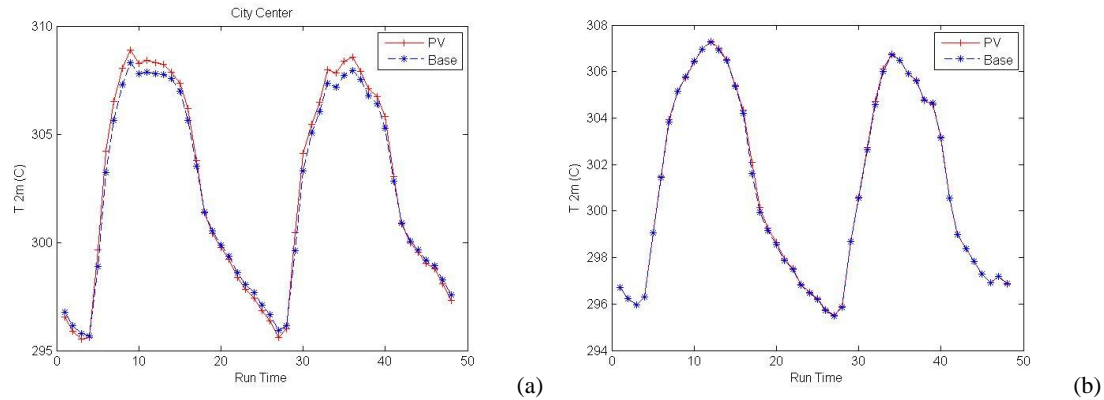 City Center
310
305
300
295
T 2m (C)
0 10 20 30 40 50
Run Time
PV
Base
(a)
308
306
304
302
300
298
296
294
T 2m (C)
0 10 20 30 40 50
Run Time
PV
Base
(b)